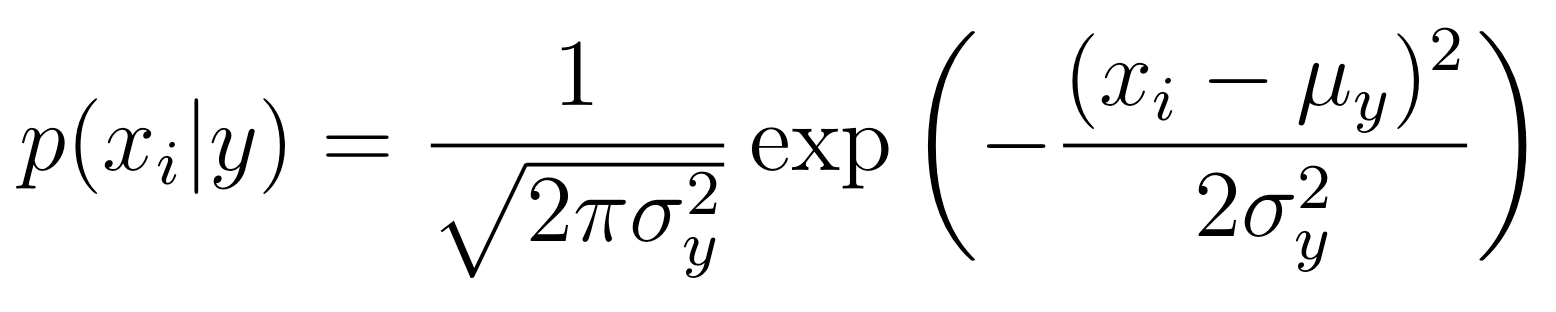 p(x_i|y) = \frac{1}{\sqrt{2\pi\sigma_y^2}} \exp\left(-\frac{(x_i - \mu_y)^2}{2\sigma_y^2}\right)